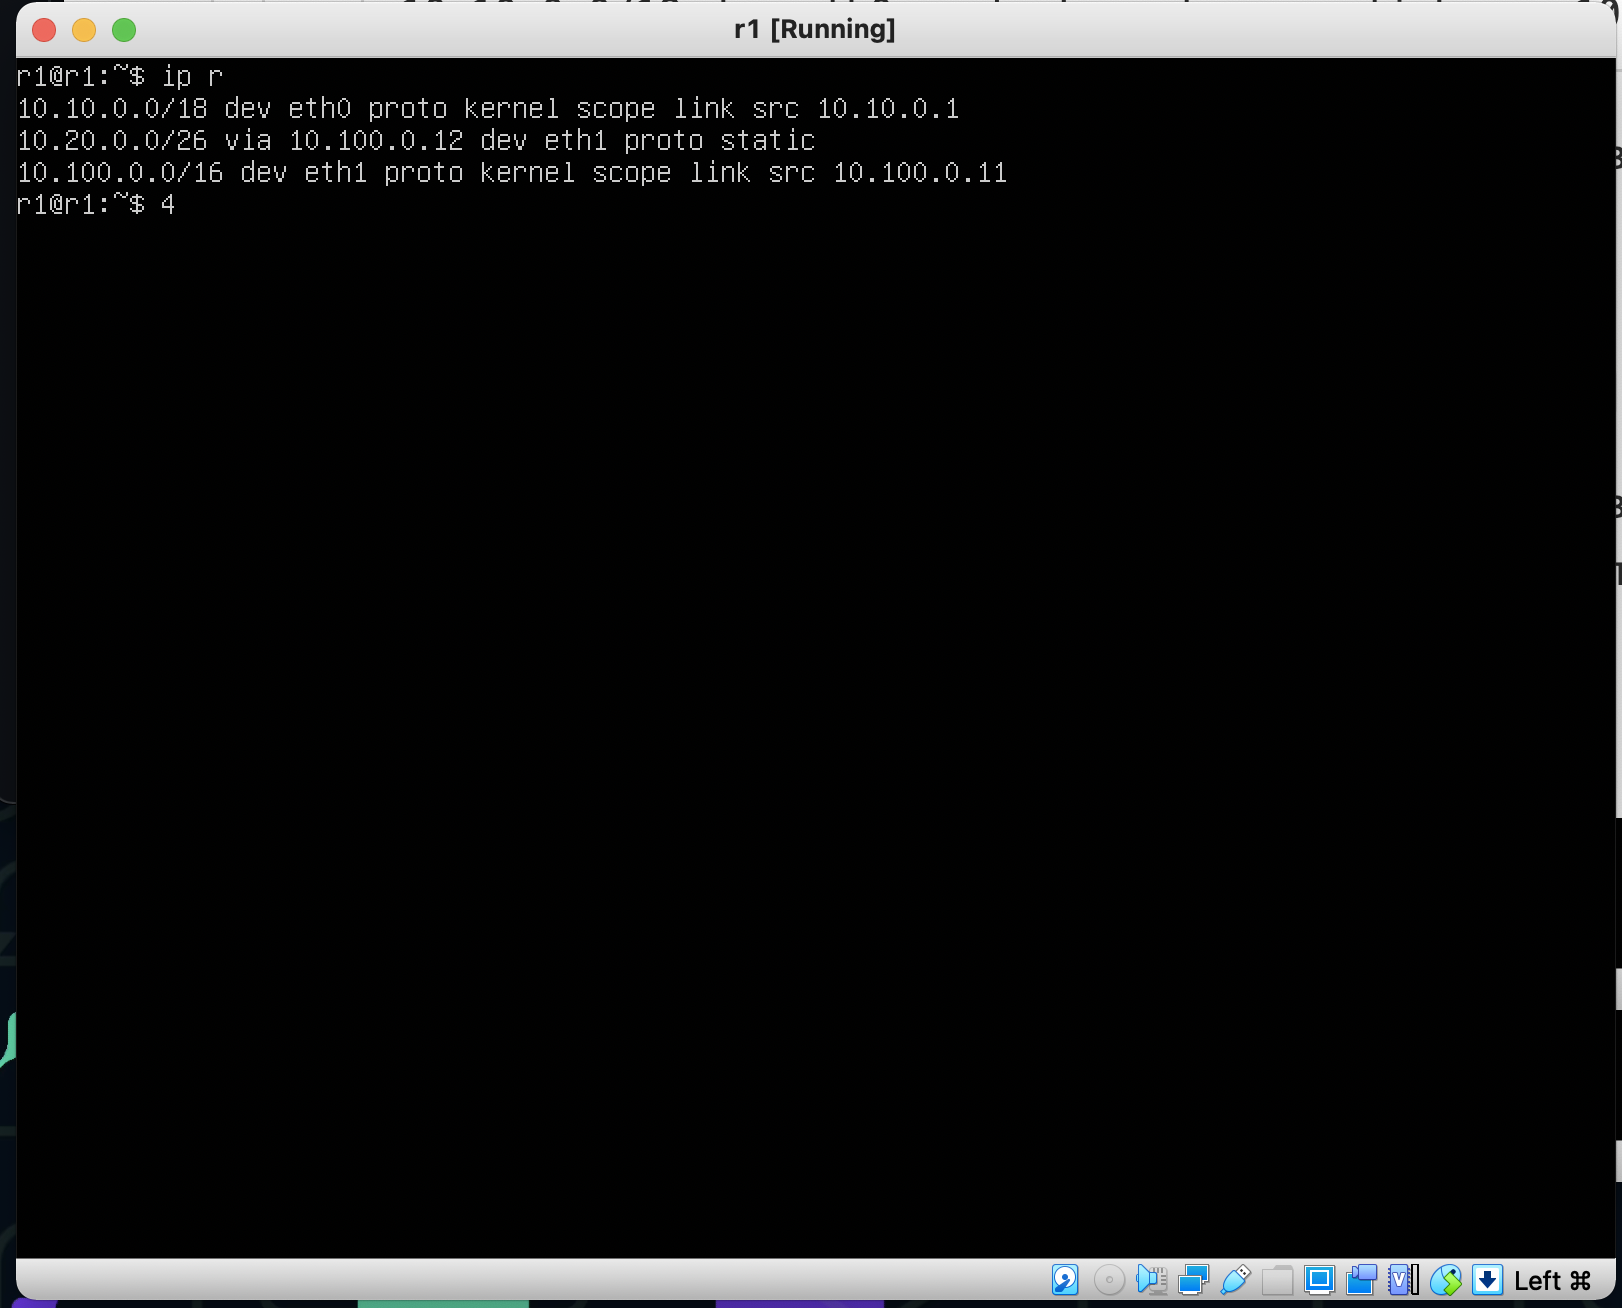 r1 [Running]
r1@r1:~$ ip r
10.10.0.0/18 dev eth0 proto kernel scope link src 10.10.0.1
10.20.0.0/26 via 10.100.0.12 dev eth1 proto static
10.100.0.0/16 dev eth1 proto kernel scope link src 10.100.0.11
r1@r1:~$ 4
Left ⌘